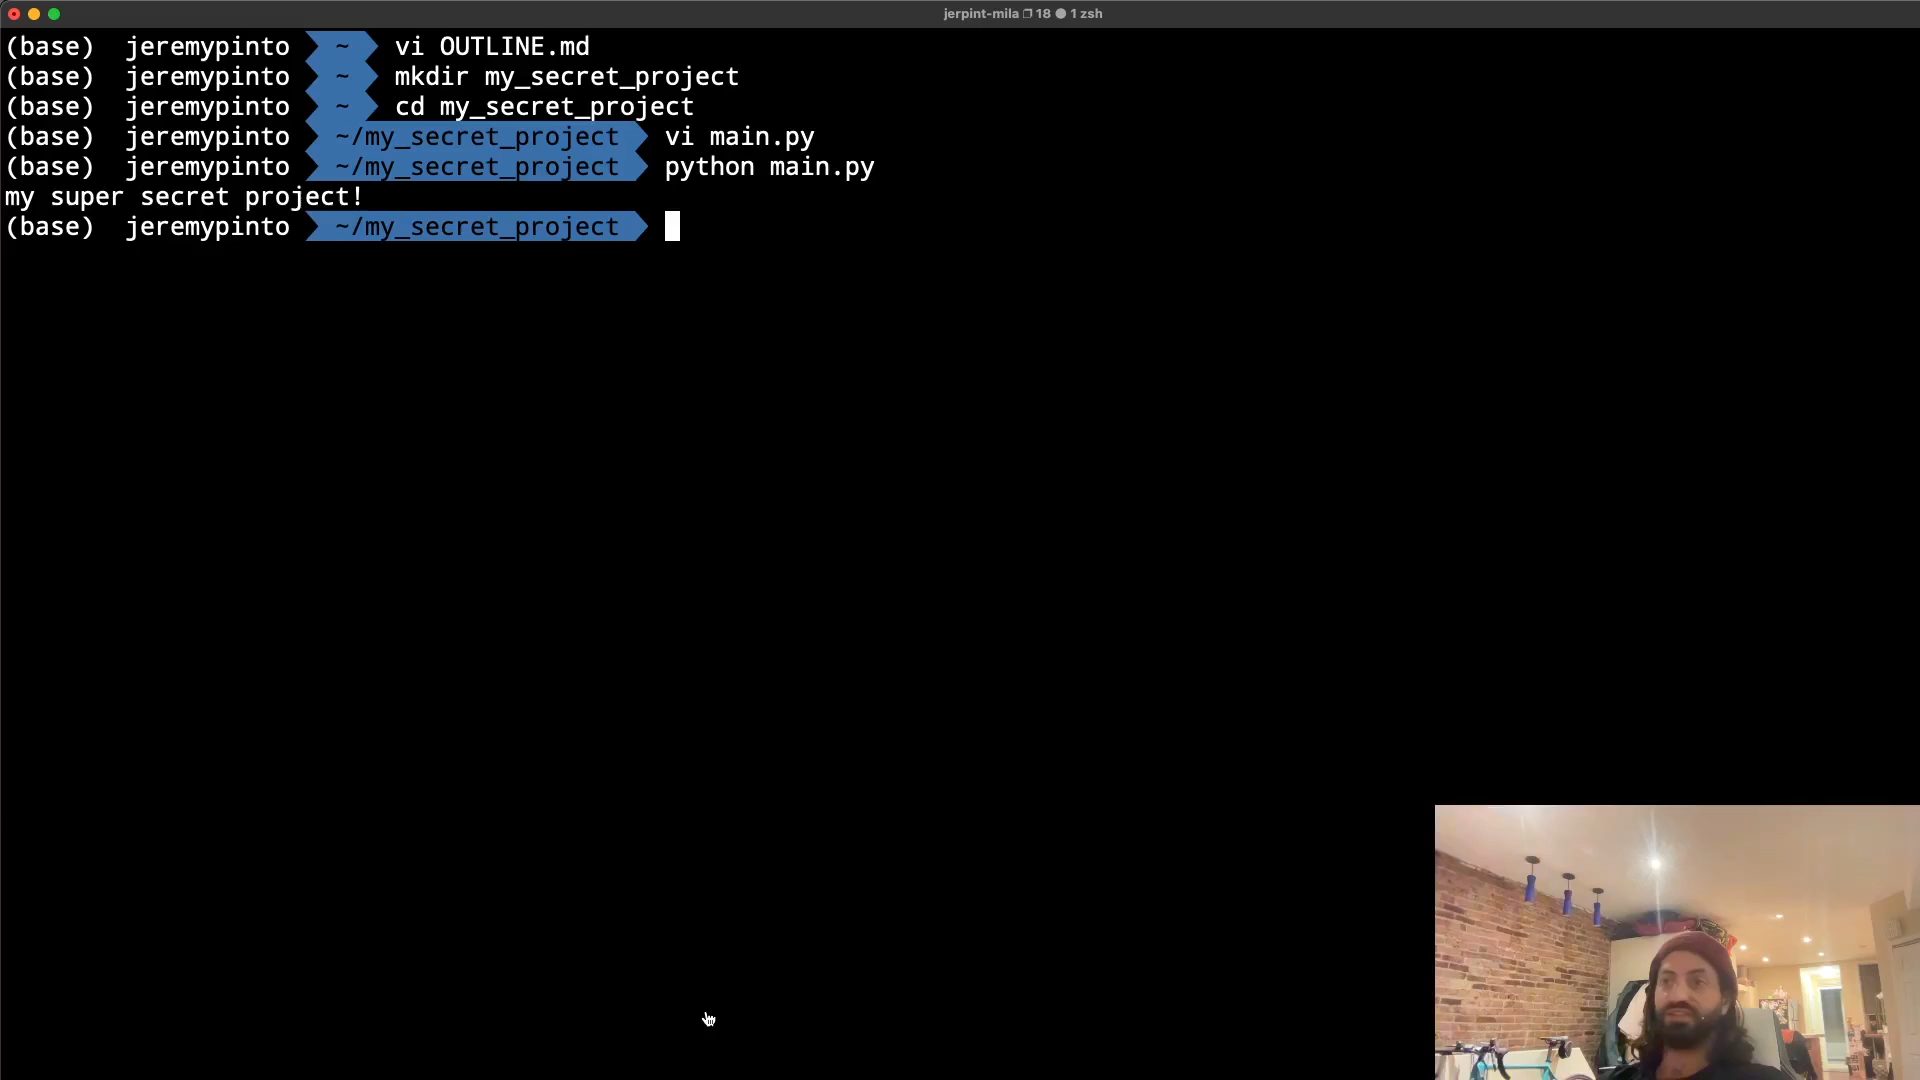 jerpint-mila ❐ 18 ● 1 zsh
(base) jeremypinto ~ vi OUTLINE.md
(base) jeremypinto ~ mkdir my_secret_project
(base) jeremypinto ~ cd my_secret_project
(base) jeremypinto ~/my_secret_project vi main.py
(base) jeremypinto ~/my_secret_project python main.py
my super secret project!
(base) jeremypinto ~/my_secret_project